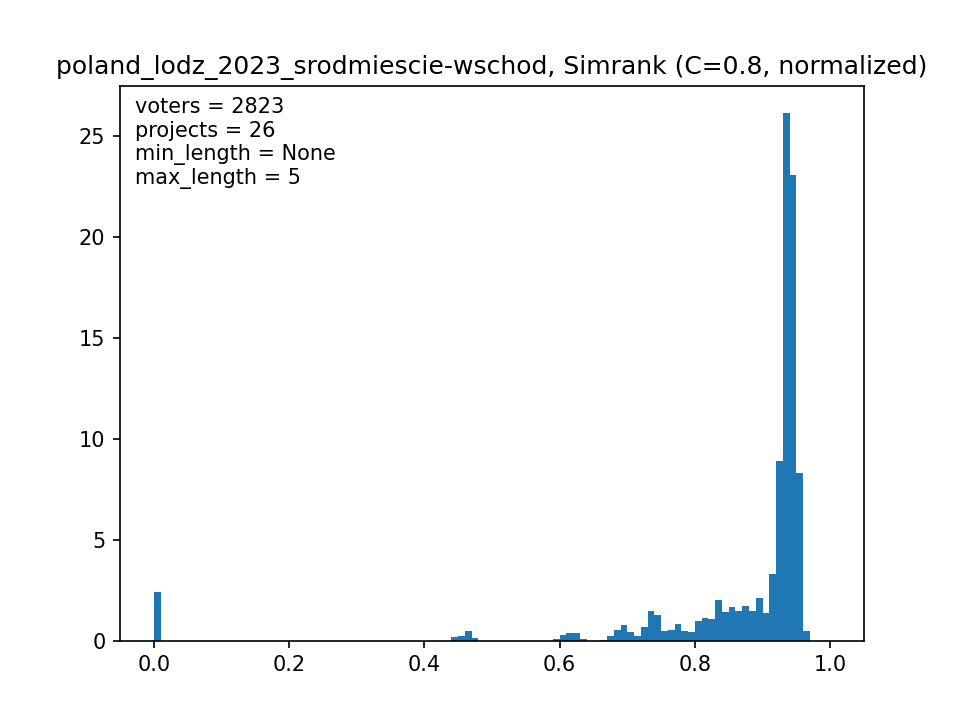 poland_lodz_2023_srodmiescie-wschod, Simrank (C=0.8, normalized)
voters = 2823
projects = 26
min_length = None
max_length = 5
25
20
15
10
5
0
0.0 0.2 0.4 0.6 0.8 1.0